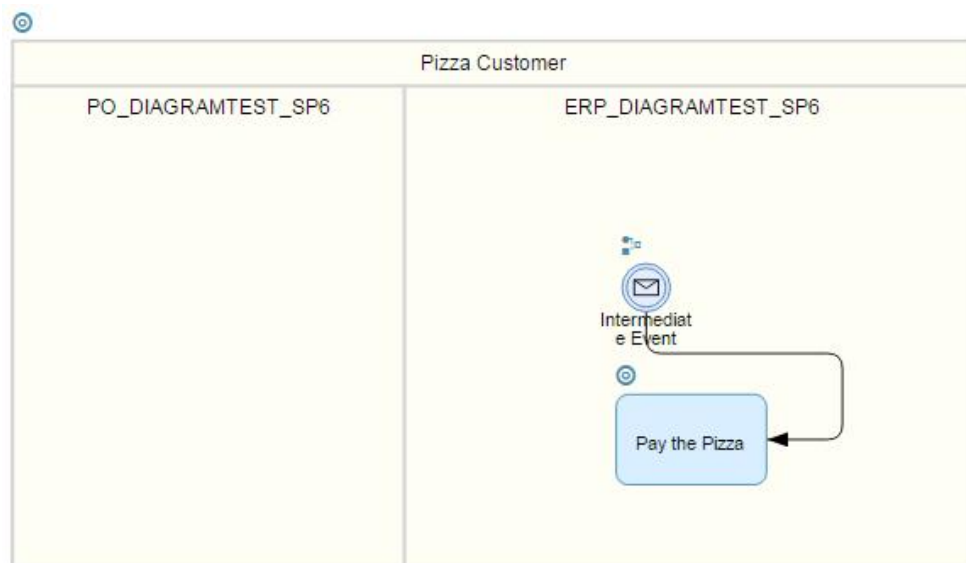 Pizza Customer
PO_DIAGRAMTEST_SP6
ERP_DIAGRAMTEST_SP6
Intermediat
e Event
Pay the Pizza